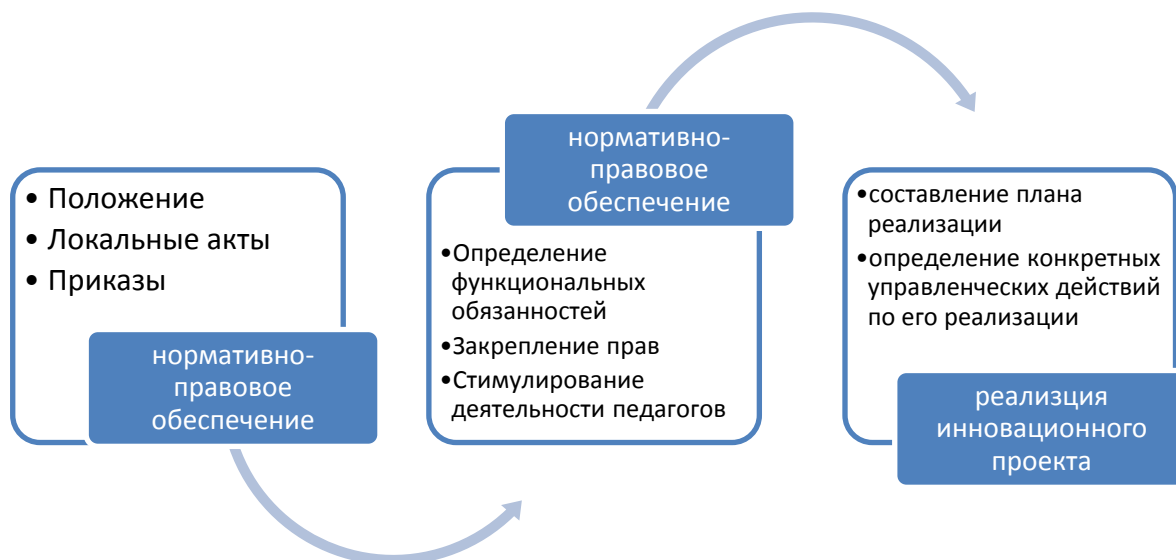 • Положение
• Локальные акты
• Приказы
нормативно-
правовое
обеспечение
нормативно-
правовое
обеспечение
•Определение
функциональных
обязанностей
•Закрепление прав
•Стимулирование
деятельности педагогов
•составление плана
реализации
•определение конкретных
управленческих действий
по его реализации
реализция
инновационного
проекта